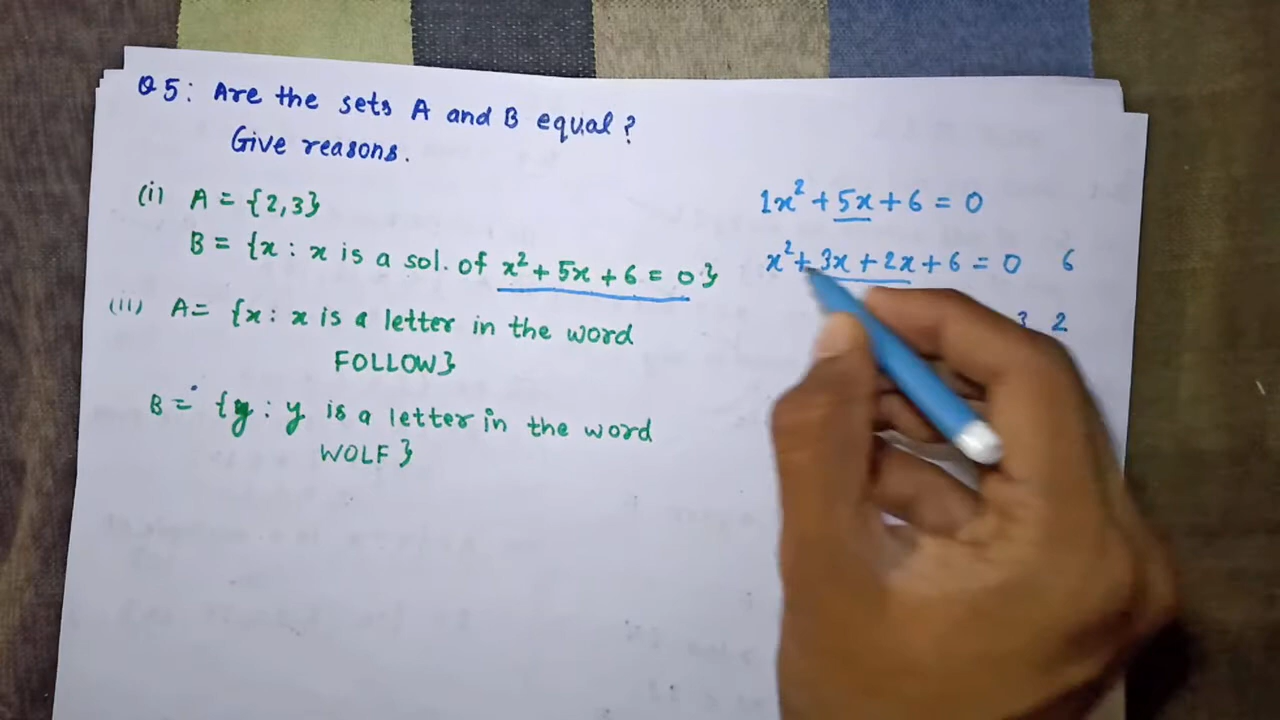 Q5: Are the sets A and B equal?
Give reasons.
(i) A = {2,3}
B = {x : x is a sol. of x² + 5x + 6 = 0}
(ii) A = {x : x is a letter in the word
FOLLOW}
B = {y : y is a letter in the word
WOLF}
1x² + 5x + 6 = 0
x² + 3x + 2x + 6 = 0 6
3 2